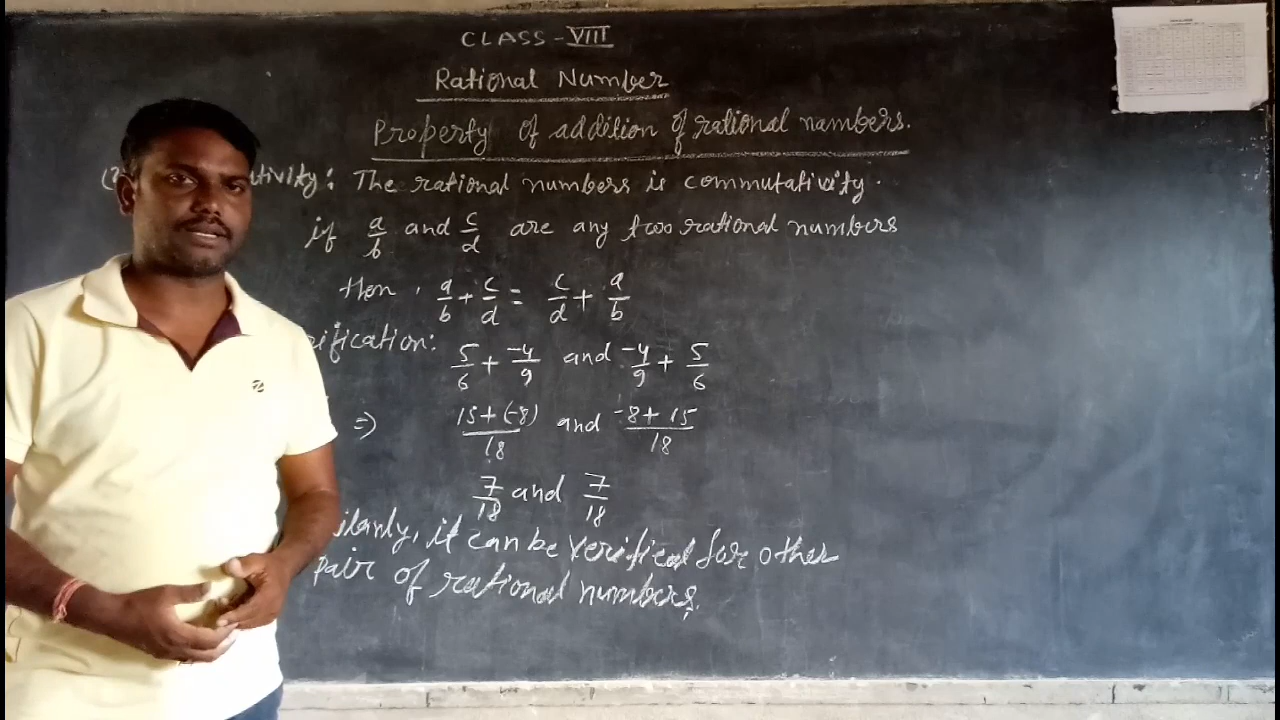 CLASS - VIII
Rational Number
Property of addition of rational numbers.
ativity: The rational numbers is commutativity.
if a/b and c/d are any two rational numbers
then, a/b + c/d = c/d + a/b
rification:
5/6 + -4/9 and -4/9 + 5/6
=> 15+(-8)/18 and -8+15/18
7/18 and 7/18
ilarly, it can be verified for other
pair of rational numbers.